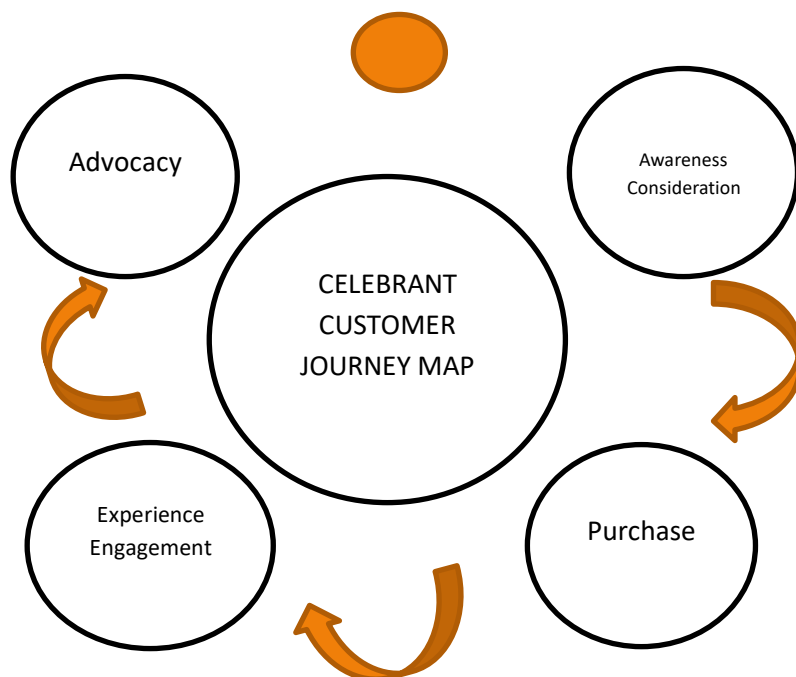 Advocacy
Awareness
Consideration
CELEBRANT
CUSTOMER
JOURNEY MAP
Experience
Engagement
Purchase